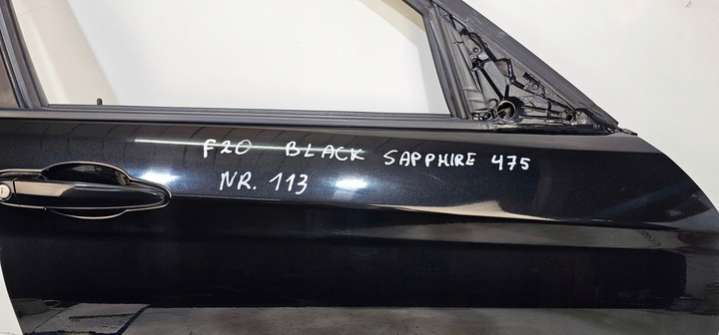 F20 BLACK SAPPHIRE 475
NR. 113